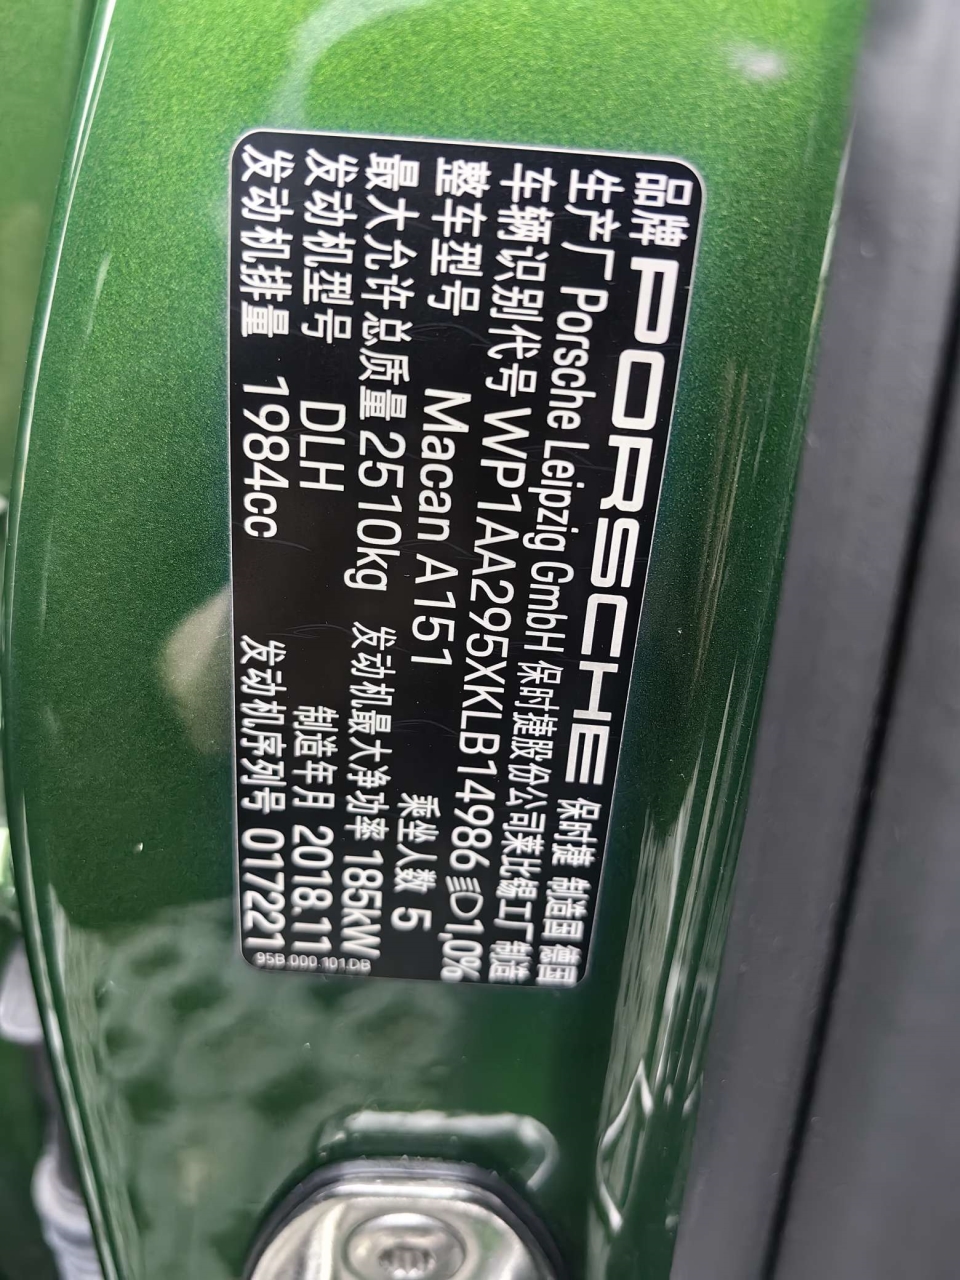 品牌 PORSCHE 保时捷 制造国 德国
生产厂 Porsche Leipzig GmbH 保时捷股份公司莱比锡工厂 制造
车辆识别代号 WP1AA295XKLB14986 1,0%
整车型号 Macan A151 乘坐人数 5
最大允许总质量 2510kg 发动机最大净功率 185kW
发动机型号 DLH 制造年月 2018.11
发动机排量 1984cc 发动机序列号 017221
95B.000.101.DB